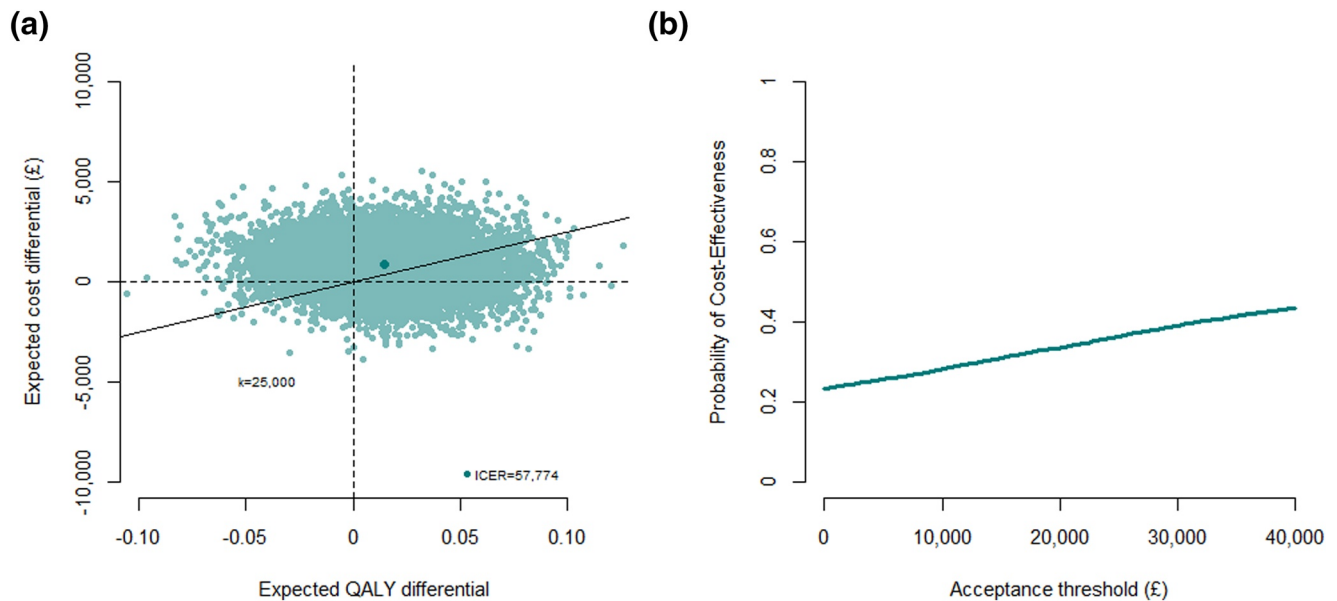 (a)
Expected cost differential (£)
10,000
5,000
0
-5,000
-10,000
k=25,000
ICER=57,774
-0.10
-0.05
0
0.05
0.10
Expected QALY differential
(b)
Probability of Cost-Effectiveness
1
0.8
0.6
0.4
0.2
0
0
10,000
20,000
30,000
40,000
Acceptance threshold (£)